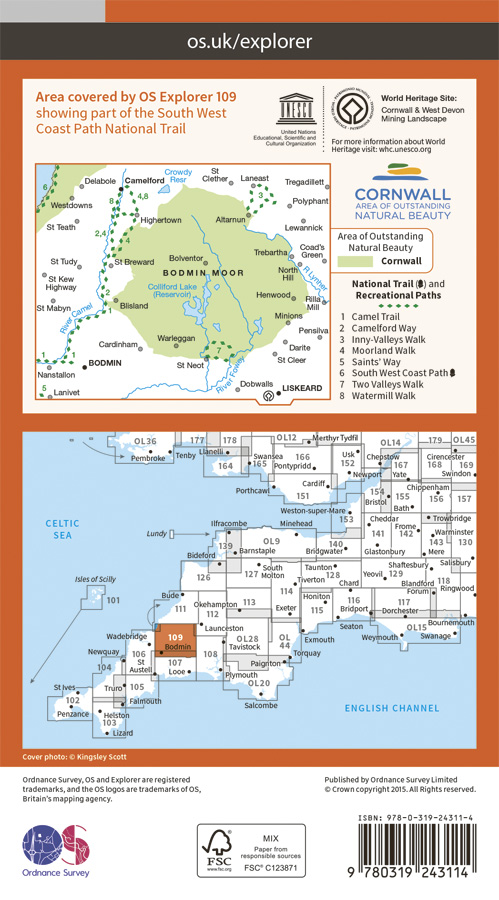 os.uk/explorer
Area covered by OS Explorer 109
showing part of the South West
Coast Path National Trail
UNESCO
United Nations
Educational, Scientific and
Cultural Organization
World Heritage Site:
Cornwall & West Devon
Mining Landscape
For more information about World
Heritage visit: whc.unesco.org
CORNWALL
AREA OF OUTSTANDING
NATURAL BEAUTY
Area of Outstanding
Natural Beauty
Cornwall
National Trail ( ) and
Recreational Paths
1 Camel Trail
2 Camelford Way
3 Inny-Valleys Walk
4 Moorland Walk
5 Saints' Way
6 South West Coast Path
7 Two Valleys Walk
8 Watermill Walk
6
Delabole
Camelford
Crowdy
Resr
St
Clether
Laneast
Tregadillett
Westdowns
8
4,8
3
Polyphant
St Teath
Highertown
Altarnun
Lewannick
2,4
4
St Tudy
St Breward
Bolventor
Trebartha
Coad's
Green
BODMIN MOOR
North
Hill
R Lynher
St Kew
Highway
Colliford Lake
(Reservoir)
2
Henwood
Rilla
Mill
St Mabyn
Blisland
River Camel
1
Minions
Pensilva
Cardinham
Warleggan
Darite
7
1
1
BODMIN
St Neot
St Cleer
Nanstallon
River Fowey
Dobwalls
5
Lanivet
LISKEARD
OL36
177
178
OL12
Merthyr Tydfil
OL14
179
OL45
Pembroke
Tenby
Llanelli
164
165
Swansea
166
Pontypridd
Usk
152
Newport
Chepstow
167
Yate
Cirencester
168
169
Swindon
Porthcawl
Cardiff
151
154
Bristol
155
Bath
Chippenham
156
157
Weston-super-Mare
153
CELTIC
SEA
Lundy
Ilfracombe
Minehead
Cheddar
141
Frome
142
Trowbridge
Warminster
143
130
139
Barnstaple
OL9
140
Bridgwater
Glastonbury
Mere
Salisbury
Bideford
126
127
South
Molton
Taunton
128
Tiverton
Yeovil
129
Shaftesbury
Blandford
Forum
118
Ringwood
Isles of Scilly
101
Bude
111
Okehampton
112
113
114
Exeter
Honiton
115
Chard
116
Bridport
117
Dorchester
Bournemouth
Launceston
Seaton
Weymouth
OL15
Swanage
Wadebridge
109
Bodmin
OL28
Tavistock
OL
44
Exmouth
Torquay
Newquay
106
St
Austell
107
Looe
108
Paignton
104
Plymouth
OL20
St Ives
102
Truro
105
Falmouth
Salcombe
Penzance
Helston
103
Lizard
ENGLISH CHANNEL
Cover photo: © Kingsley Scott
Ordnance Survey, OS and Explorer are registered
trademarks, and the OS logos are trademarks of OS,
Britain's mapping agency.
Published by Ordnance Survey Limited
© Crown copyright 2015. All Rights reserved.
Ordnance Survey
FSC
www.fsc.org
MIX
Paper from
responsible sources
FSC® C123871
ISBN: 978-0-319-24311-4
9 780319 243114